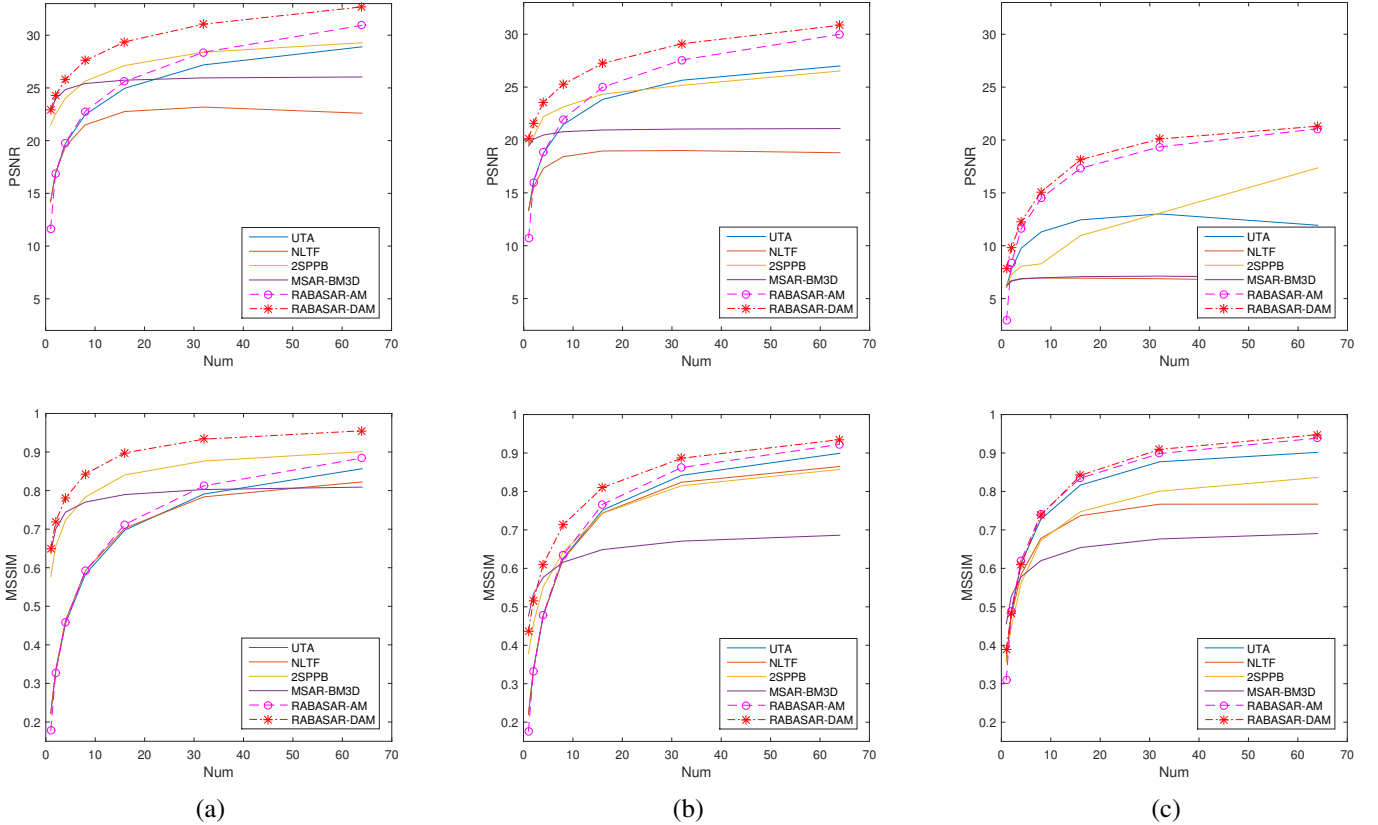 PSNR
30
25
20
15
10
5
0 10 20 30 40 50 60 70
Num
UTA
NLTF
2SPPB
MSAR-BM3D
RABASAR-AM
RABASAR-DAM
PSNR
30
25
20
15
10
5
0 10 20 30 40 50 60 70
Num
UTA
NLTF
2SPPB
MSAR-BM3D
RABASAR-AM
RABASAR-DAM
PSNR
30
25
20
15
10
5
0 10 20 30 40 50 60 70
Num
UTA
NLTF
2SPPB
MSAR-BM3D
RABASAR-AM
RABASAR-DAM
MSSIM
1
0.9
0.8
0.7
0.6
0.5
0.4
0.3
0.2
0 10 20 30 40 50 60 70
Num
UTA
NLTF
2SPPB
MSAR-BM3D
RABASAR-AM
RABASAR-DAM
(a)
MSSIM
1
0.9
0.8
0.7
0.6
0.5
0.4
0.3
0.2
0 10 20 30 40 50 60 70
Num
UTA
NLTF
2SPPB
MSAR-BM3D
RABASAR-AM
RABASAR-DAM
(b)
MSSIM
1
0.9
0.8
0.7
0.6
0.5
0.4
0.3
0.2
0 10 20 30 40 50 60 70
Num
UTA
NLTF
2SPPB
MSAR-BM3D
RABASAR-AM
RABASAR-DAM
(c)